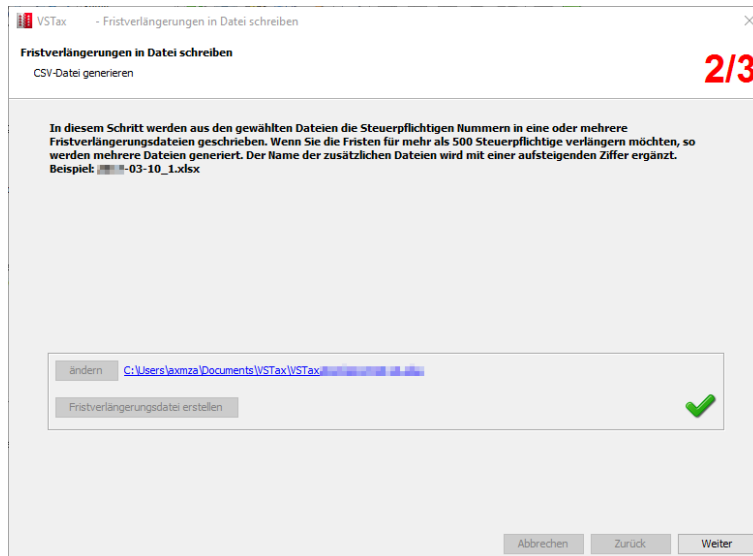 VSTax - Fristverlängerungen in Datei schreiben
Fristverlängerungen in Datei schreiben
CSV-Datei generieren
2/3
In diesem Schritt werden aus den gewählten Dateien die Steuerpflichtigen Nummern in eine oder mehrere
Fristverlängerungsdateien geschrieben. Wenn Sie die Fristen für mehr als 500 Steuerpflichtige verlängern möchten, so
werden mehrere Dateien generiert. Der Name der zusätzlichen Dateien wird mit einer aufsteigenden Ziffer ergänzt.
Beispiel: -03-10_1.xlsx
ändern C:\Users\axmza\Documents\VSTax\VSTax
Fristverlängerungsdatei erstellen
Abbrechen Zurück Weiter